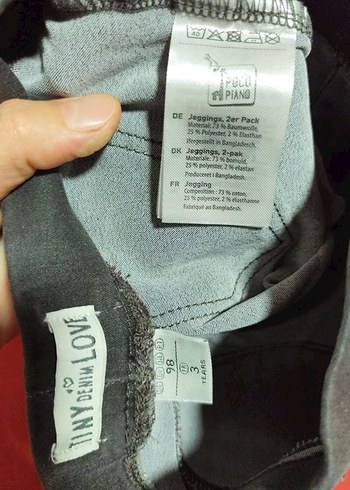 40
POCO
PIANO
DE Jeggings, 2er Pack
Material: 73 % Baumwolle,
25 % Polyester, 2 % Elasthan
Hergestellt in Bangladesch.
DK Jeggings, 2-pak
Materiale: 73 % bomuld,
25 % polyester, 2 % elastan
Produceret i Bangladesh.
FR Jegging
Composition : 73 % coton,
25 % polyester, 2 % élasthanne
Fabriqué au Bangladesh.
TINY DENIM LOVE
98
3
YEARS